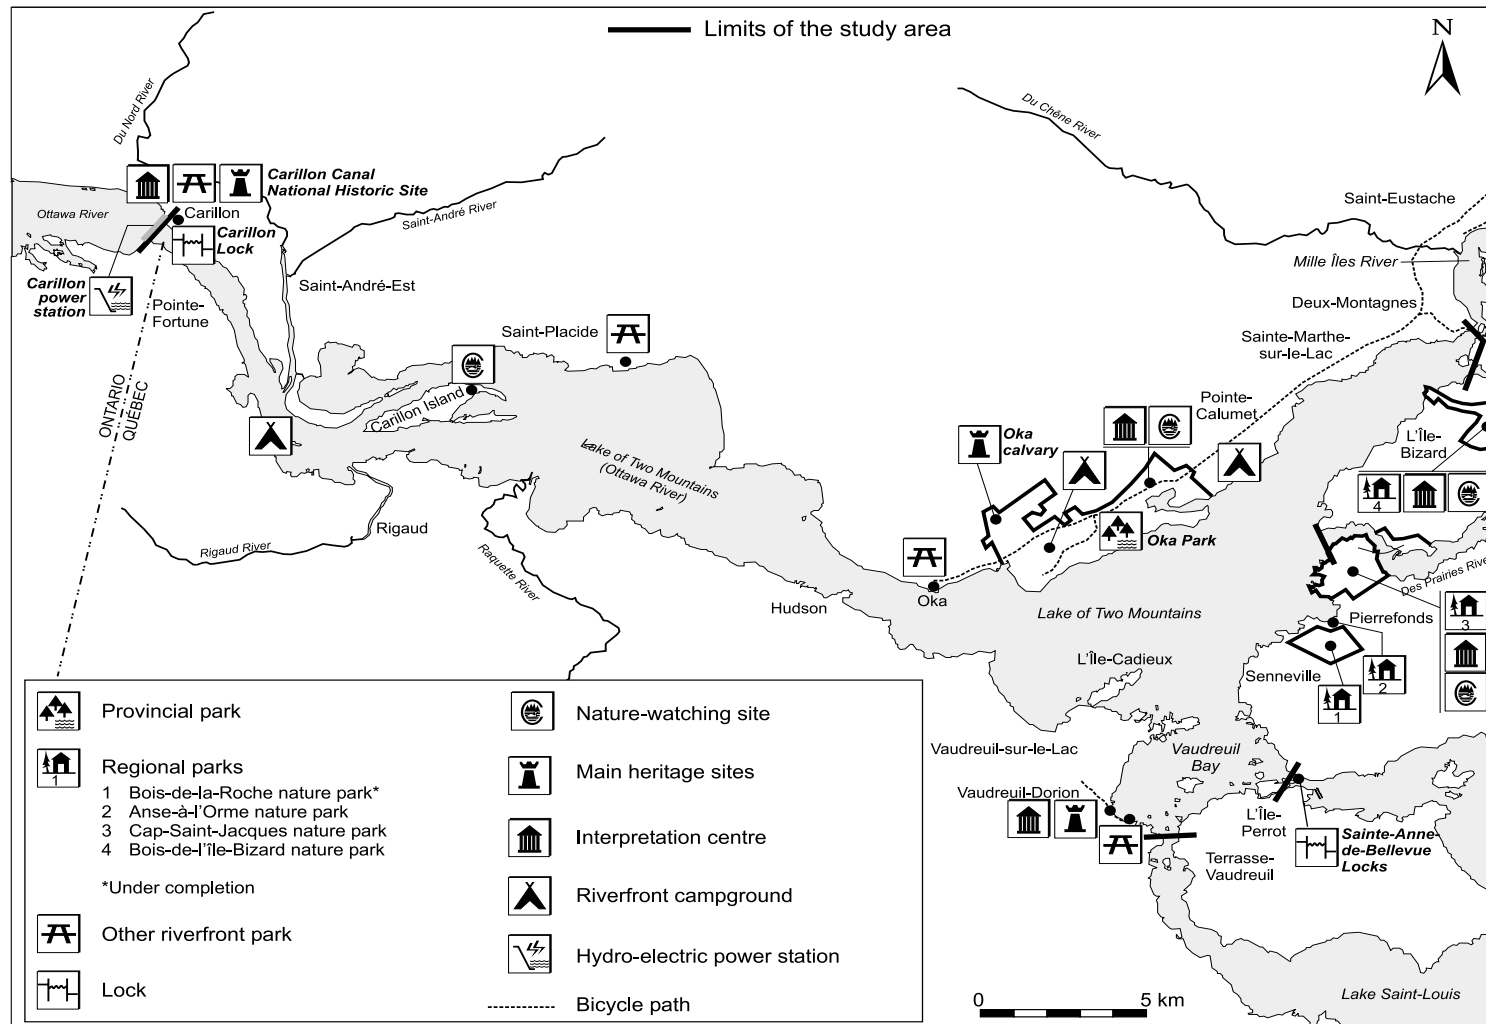 Limits of the study area
N
Du Nord River
Du Chêne River
Carillon Canal
National Historic Site
Saint-Eustache
Ottawa River
Carillon
Saint-André River
Carillon
Lock
Mille Îles River
Carillon
power
station
Pointe-
Fortune
Saint-André-Est
Deux-Montagnes
Saint-Placide
Sainte-Marthe-
sur-le-Lac
ONTARIO
QUÉBEC
Carillon Island
Pointe-
Calumet
Oka
calvary
L'Île-
Bizard
Lake of Two Mountains
(Ottawa River)
4
Rigaud
Rigaud River
Raquette River
Oka Park
Des Prairies Rive
Oka
Hudson
Lake of Two Mountains
Pierrefonds
3
L'Île-Cadieux
Senneville
2
1
Vaudreuil-sur-le-Lac
Vaudreuil
Bay
Vaudreuil-Dorion
L'Île-
Perrot
Sainte-Anne-
de-Bellevue
Locks
Terrasse-
Vaudreuil
Provincial park
Regional parks
1
1 Bois-de-la-Roche nature park*
2 Anse-à-l'Orme nature park
3 Cap-Saint-Jacques nature park
4 Bois-de-l'île-Bizard nature park
*Under completion
Other riverfront park
Lock
Nature-watching site
Main heritage sites
Interpretation centre
Riverfront campground
Hydro-electric power station
Bicycle path
0 5 km
Lake Saint-Louis